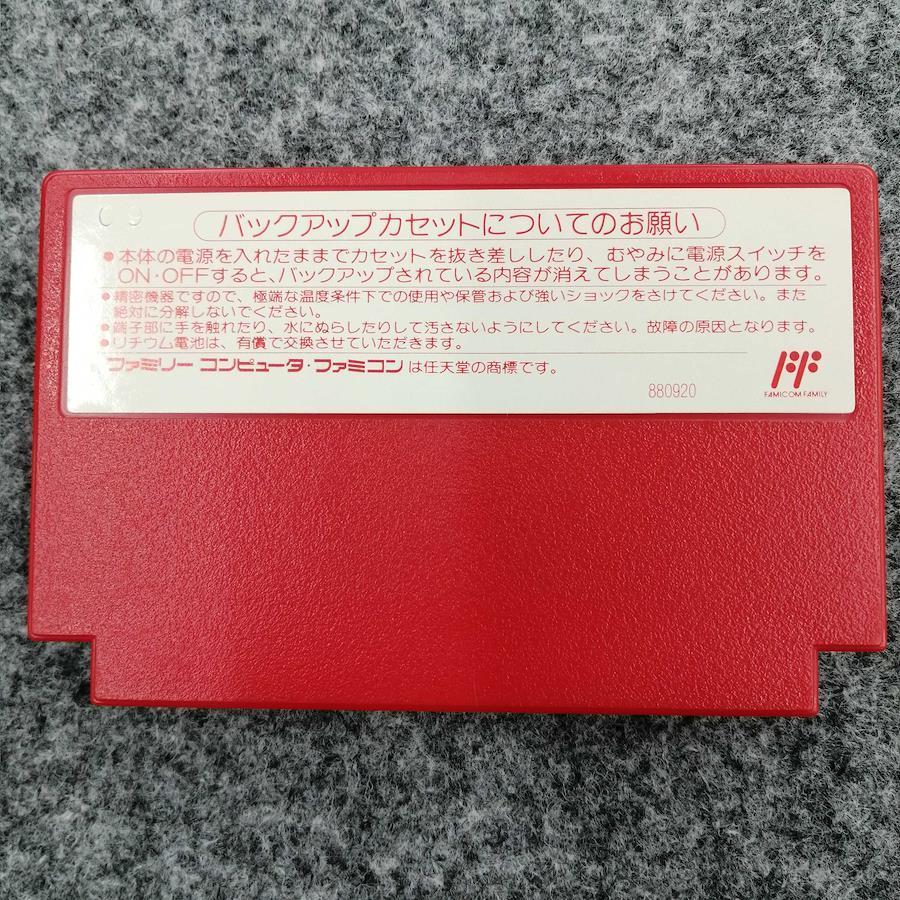 バックアップカセットについてのお願い
●本体の電源を入れたままでカセットを抜き差ししたり、むやみに電源スイッチを
ON・OFFすると、バックアップされている内容が消えてしまうことがあります。
●精密機器ですので、極端な温度条件下での使用や保管および強いショックをさけてください。また
絶対に分解しないでください。
●端子部に手を触れたり、水にぬらしたりして汚さないようにしてください。故障の原因となります。
●リチウム電池は、有償で交換させていただきます。
ファミリー コンピュータ・ファミコンは任天堂の商標です。
880920
FAMICOM FAMILY